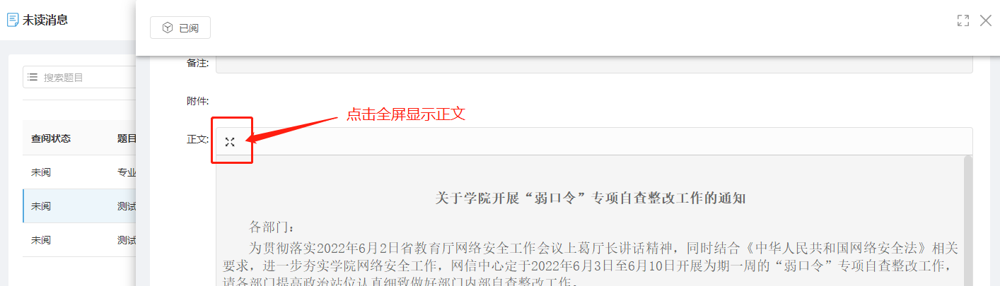 未读消息
已阅
备注:
搜索题目
附件:
点击全屏显示正文
正文:
查阅状态
题目
未阅
专业
未阅
测试
未阅
测试
关于学院开展“弱口令”专项自查整改工作的通知
各部门：
为贯彻落实2022年6月2日省教育厅网络安全工作会议上葛厅长讲话精神，同时结合《中华人民共和国网络安全法》相关
要求，进一步夯实学院网络安全工作，网信中心定于2022年6月3日至6月10日开展为期一周的“弱口令”专项自查整改工作，
请各部门提高政治站位认真细致做好部门内部自查整改工作。